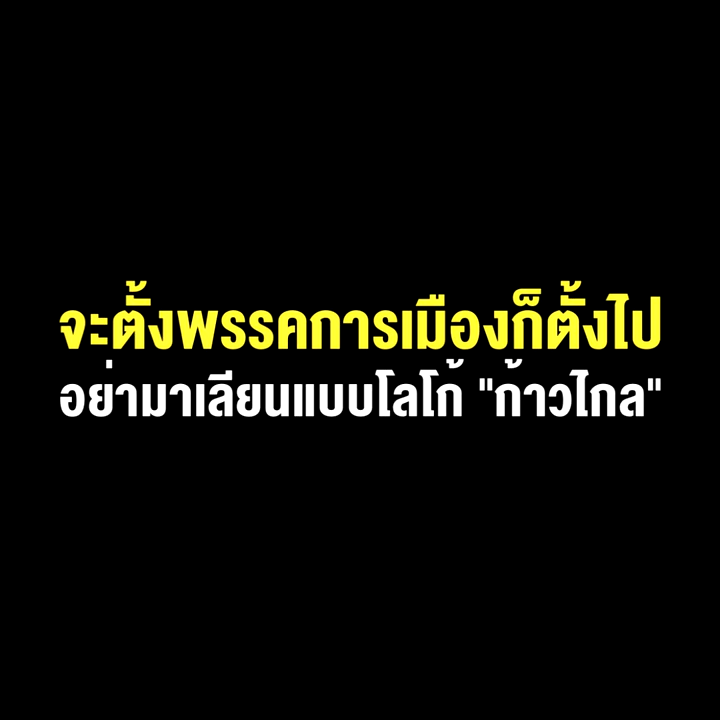 จะตั้งพรรคการเมืองก็ตั้งไป
อย่ามาเลียนแบบโลโก้ "ก้าวไกล"